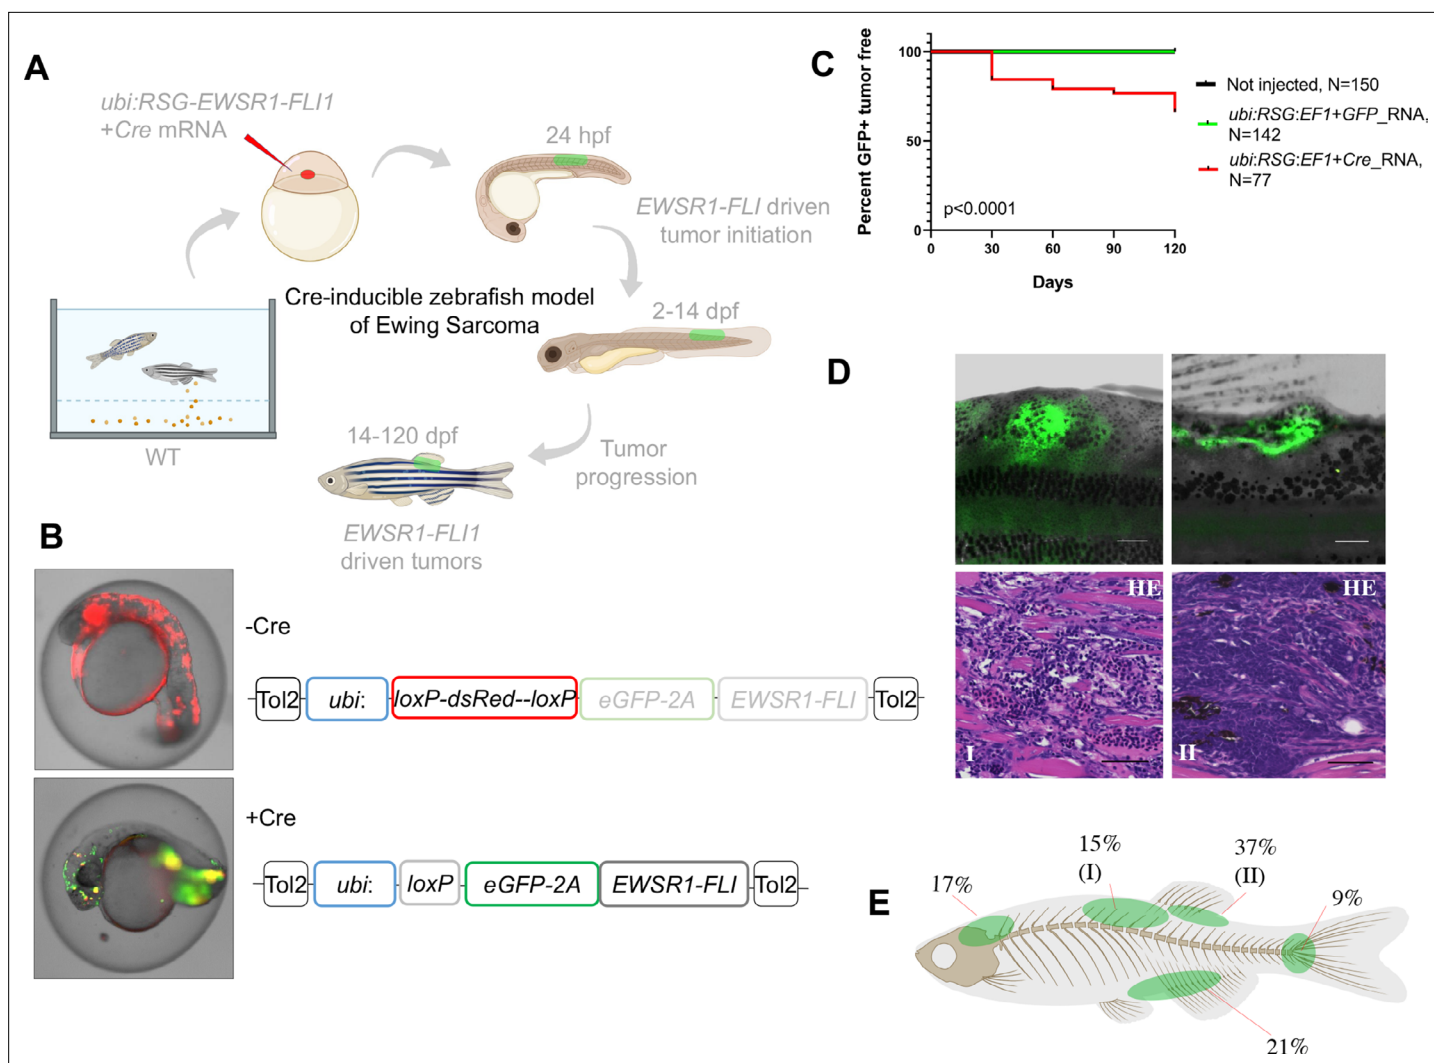 A
ubi:RSG-EWSR1-FLI1
+Cre mRNA
24 hpf
EWSR1-FLI driven
tumor initiation
Cre-inducible zebrafish model
of Ewing Sarcoma
2-14 dpf
WT
14-120 dpf
Tumor
progression
EWSR1-FLI1
driven tumors
B
-Cre
Tol2 ubi: loxP-dsRed--loxP eGFP-2A EWSR1-FLI Tol2
+Cre
Tol2 ubi: loxP eGFP-2A EWSR1-FLI Tol2
C
Percent GFP+ tumor free
100
50
0
p<0.0001
0 30 60 90 120
Days
Not injected, N=150
ubi:RSG:EF1+GFP_RNA,
N=142
ubi:RSG:EF1+Cre_RNA,
N=77
D
HE
I
HE
II
E
17%
15%
(I)
37%
(II)
9%
21%